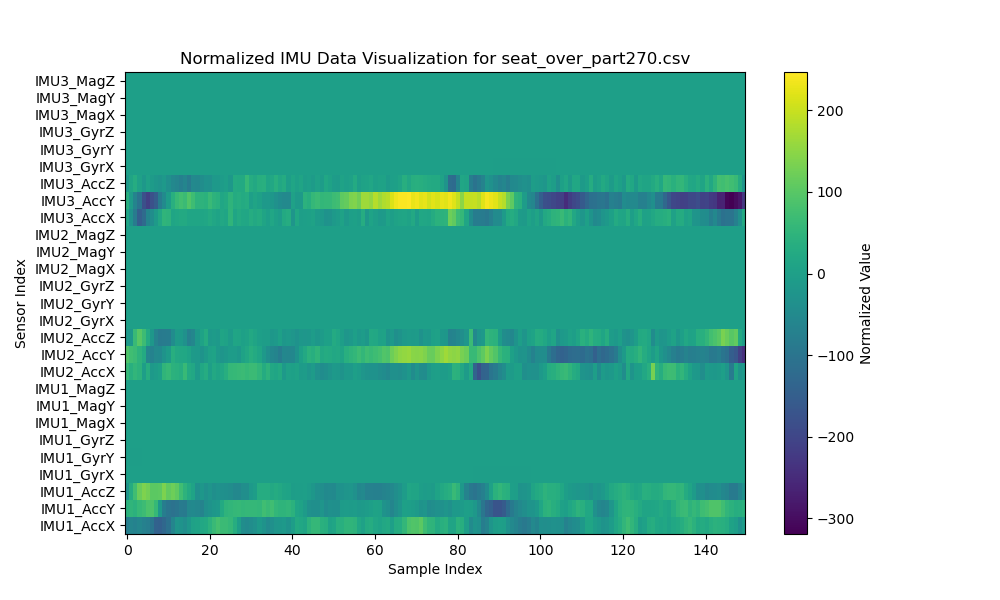 Normalized IMU Data Visualization for seat_over_part270.csv
IMU3_MagZ
IMU3_MagY
IMU3_MagX
IMU3_GyrZ
IMU3_GyrY
IMU3_GyrX
IMU3_AccZ
IMU3_AccY
IMU3_AccX
IMU2_MagZ
IMU2_MagY
IMU2_MagX
IMU2_GyrZ
IMU2_GyrY
IMU2_GyrX
IMU2_AccZ
IMU2_AccY
IMU2_AccX
IMU1_MagZ
IMU1_MagY
IMU1_MagX
IMU1_GyrZ
IMU1_GyrY
IMU1_GyrX
IMU1_AccZ
IMU1_AccY
IMU1_AccX
Sensor Index
0 20 40 60 80 100 120 140
Sample Index
200
100
0
−100
−200
−300
Normalized Value